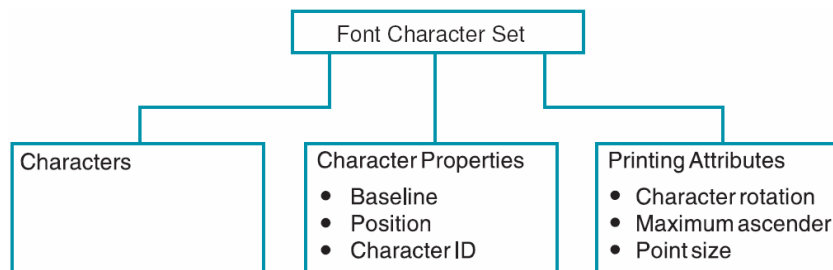 Font Character Set
Characters
Character Properties
• Baseline
• Position
• Character ID
Printing Attributes
• Character rotation
• Maximum ascender
• Point size